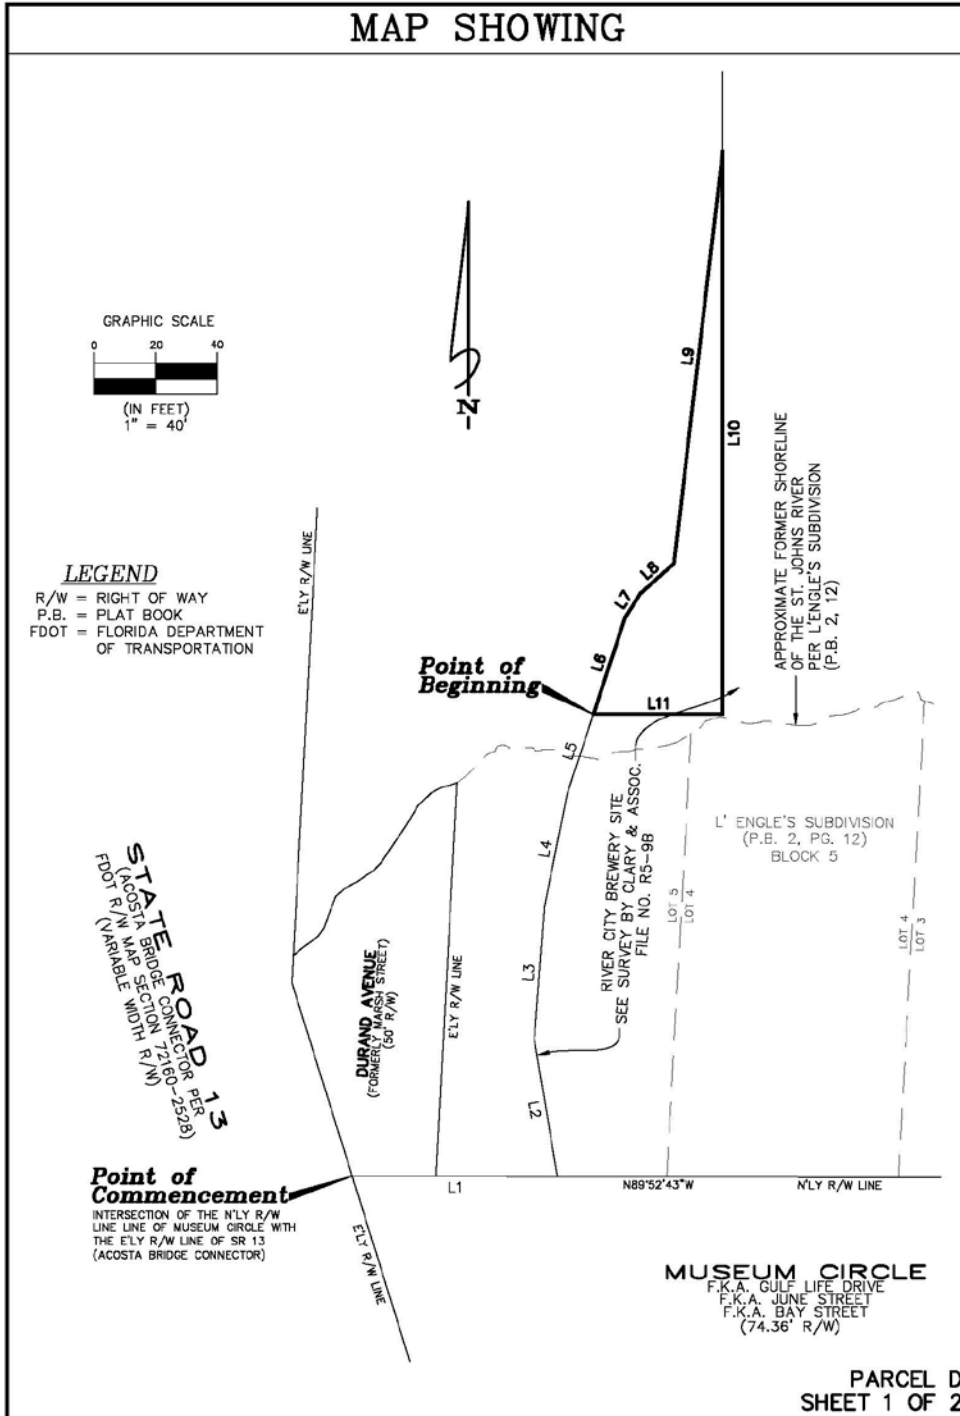 MAP SHOWING
GRAPHIC SCALE
0 20 40
(IN FEET)
1" = 40'
N
LEGEND
R/W = RIGHT OF WAY
P.B. = PLAT BOOK
FDOT = FLORIDA DEPARTMENT
OF TRANSPORTATION
E'LY R/W LINE
L9
L10
L8
L7
L6
Point of
Beginning
L11
L5
APPROXIMATE FORMER SHORELINE
OF THE ST. JOHNS RIVER
PER L'ENGLE'S SUBDIVISION
(P.B. 2, 12)
L' ENGLE'S SUBDIVISION
(P.B. 2, PG. 12)
BLOCK 5
L4
L3
L2
RIVER CITY BREWERY SITE
SEE SURVEY BY CLARY & ASSOC.
FILE NO. R5-9B
LOT 5
LOT 4
LOT 4
LOT 3
STATE ROAD 13
(ACOSTA BRIDGE CONNECTOR PER
FDOT R/W MAP SECTION 72160-2528)
(VARIABLE WIDTH R/W)
DURAND AVENUE
(FORMERLY MARSH STREET)
(50' R/W)
E'LY R/W LINE
Point of
Commencement
INTERSECTION OF THE N'LY R/W
LINE LINE OF MUSEUM CIRCLE WITH
THE E'LY R/W LINE OF SR 13
(ACOSTA BRIDGE CONNECTOR)
L1
N89°52'43"W
N'LY R/W LINE
E'LY R/W LINE
MUSEUM CIRCLE
F.K.A. GULF LIFE DRIVE
F.K.A. JUNE STREET
F.K.A. BAY STREET
(74.36' R/W)
PARCEL D
SHEET 1 OF 2